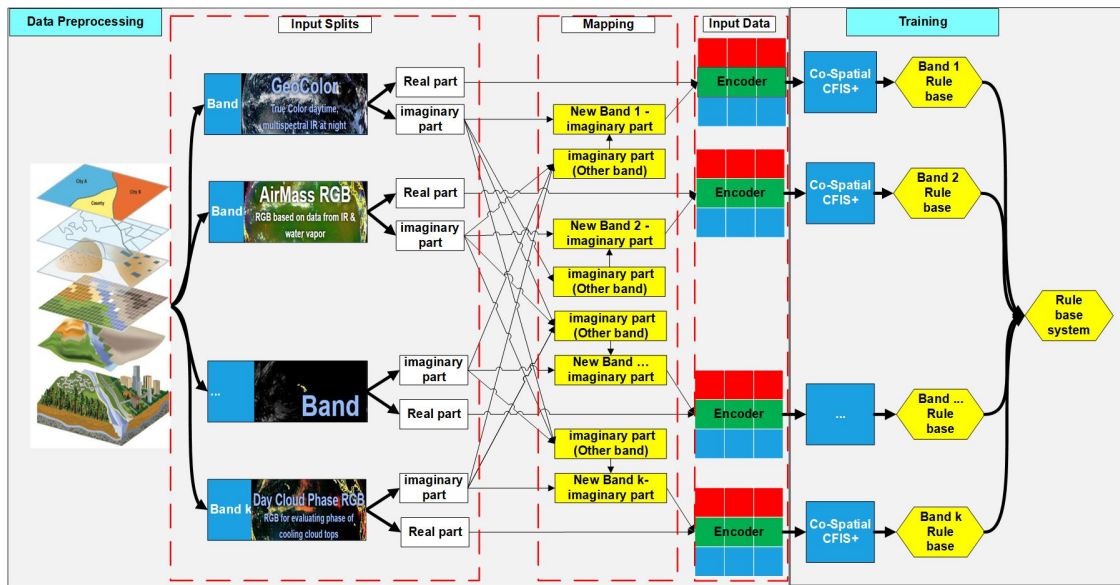 Data Preprocessing
Input Splits
Mapping
Input Data
Training
City A
City B
County
Band
GeoColor
True Color daytime,
multispectral IR at night
Real part
imaginary
part
New Band 1 -
imaginary part
imaginary part
(Other band)
Encoder
Co-Spatial
CFIS+
Band 1
Rule
base
Band
AirMass RGB
RGB based on data from IR &
water vapor
Real part
imaginary
part
New Band 2 -
imaginary part
imaginary part
(Other band)
Encoder
Co-Spatial
CFIS+
Band 2
Rule
base
Rule
base
system
...
Band
imaginary
part
Real part
imaginary part
(Other band)
New Band ...
imaginary part
Encoder
...
Band ...
Rule
base
Band k
Day Cloud Phase RGB
RGB for evaluating phase of
cooling cloud tops
imaginary
part
Real part
imaginary part
(Other band)
New Band k-
imaginary part
Encoder
Co-Spatial
CFIS+
Band k
Rule
base